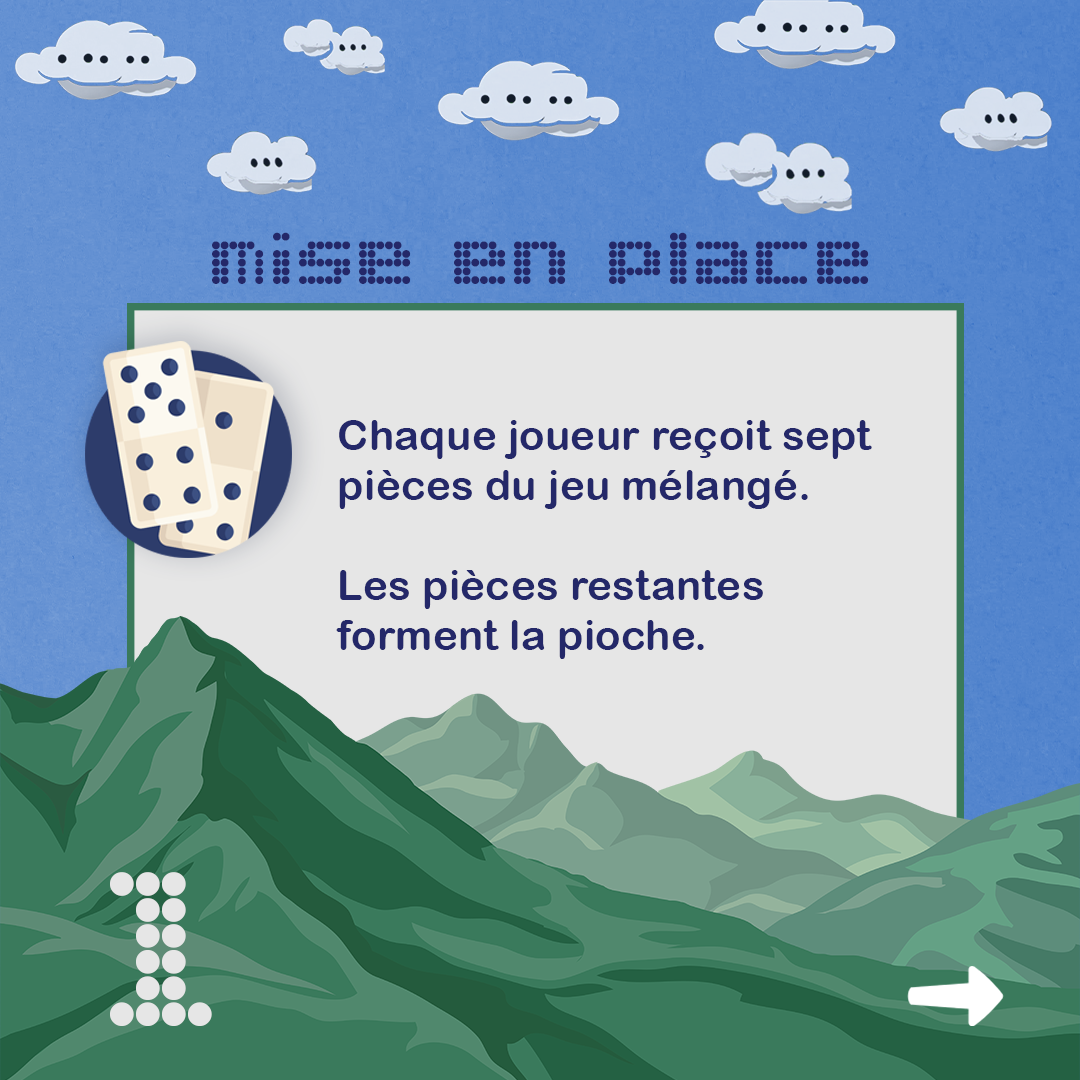 mise en place
Chaque joueur reçoit sept
pièces du jeu mélangé.
Les pièces restantes
forment la pioche.
1